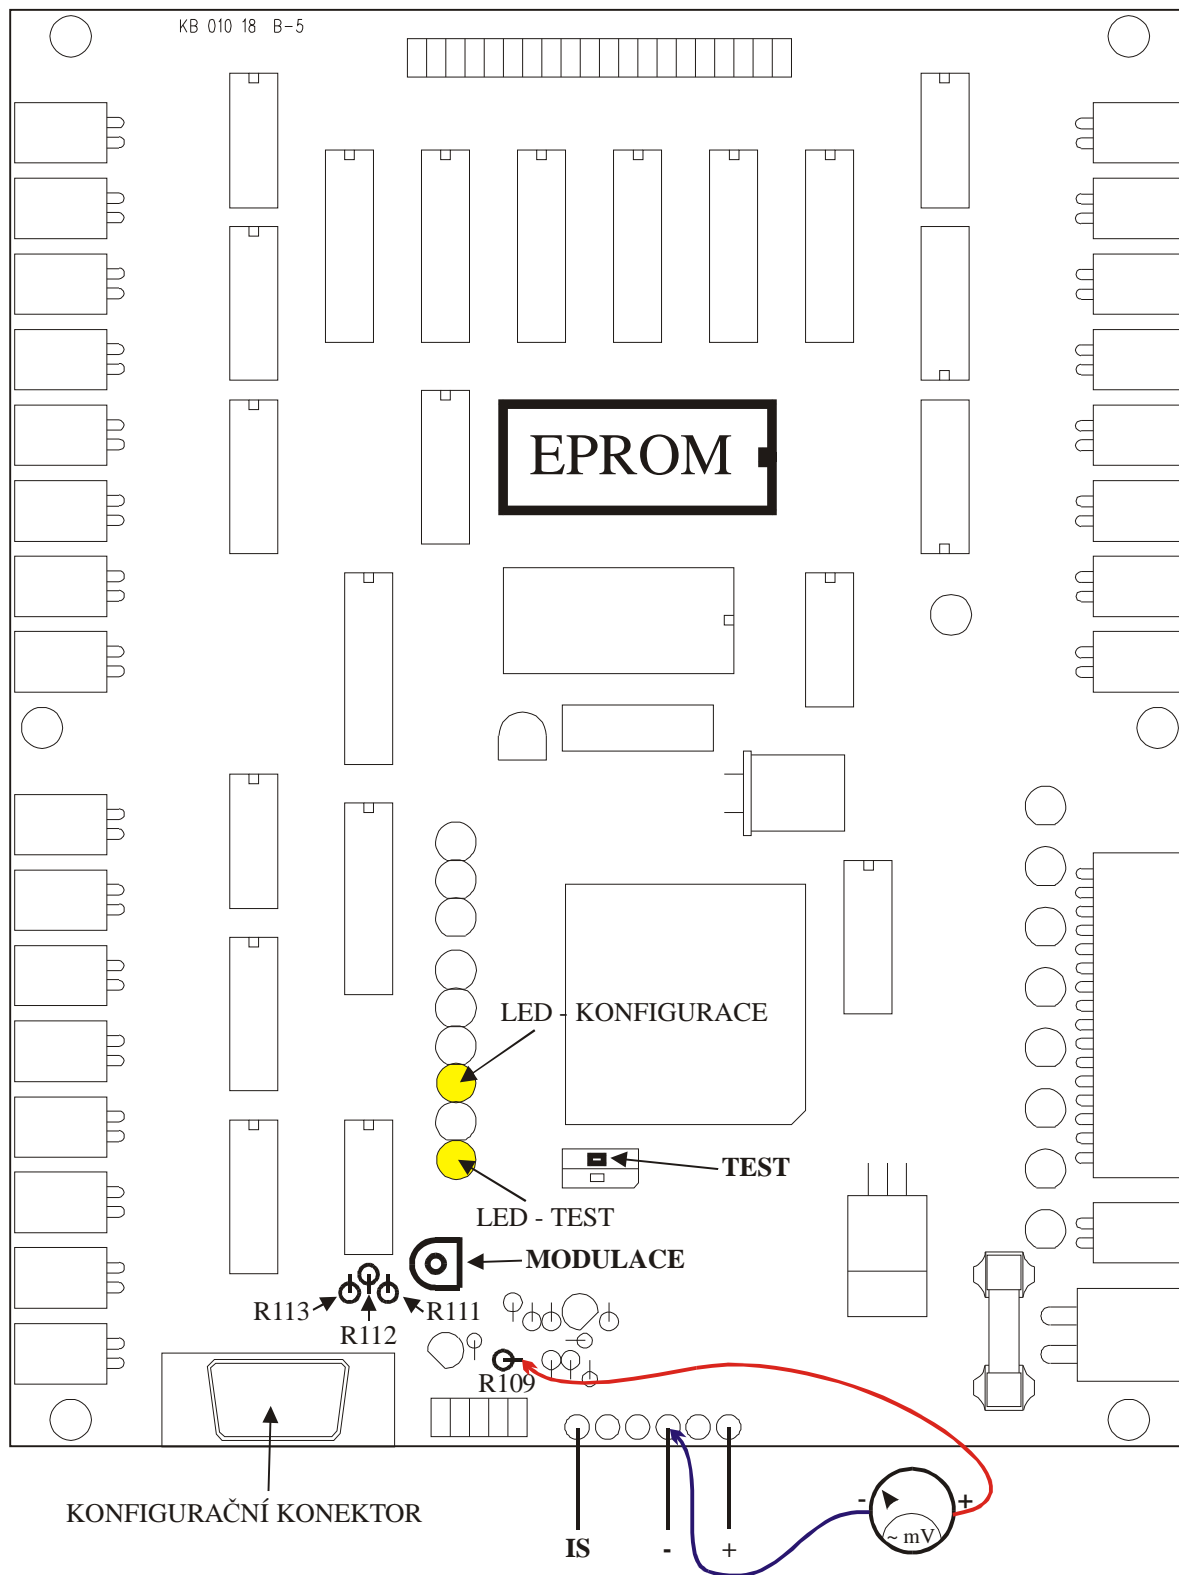 KB 010 18 B-5
EPROM
LED - KONFIGURACE
TEST
LED - TEST
MODULACE
R113
R111
R112
R109
KONFIGURAČNÍ KONEKTOR
- +
~ mV
IS - +